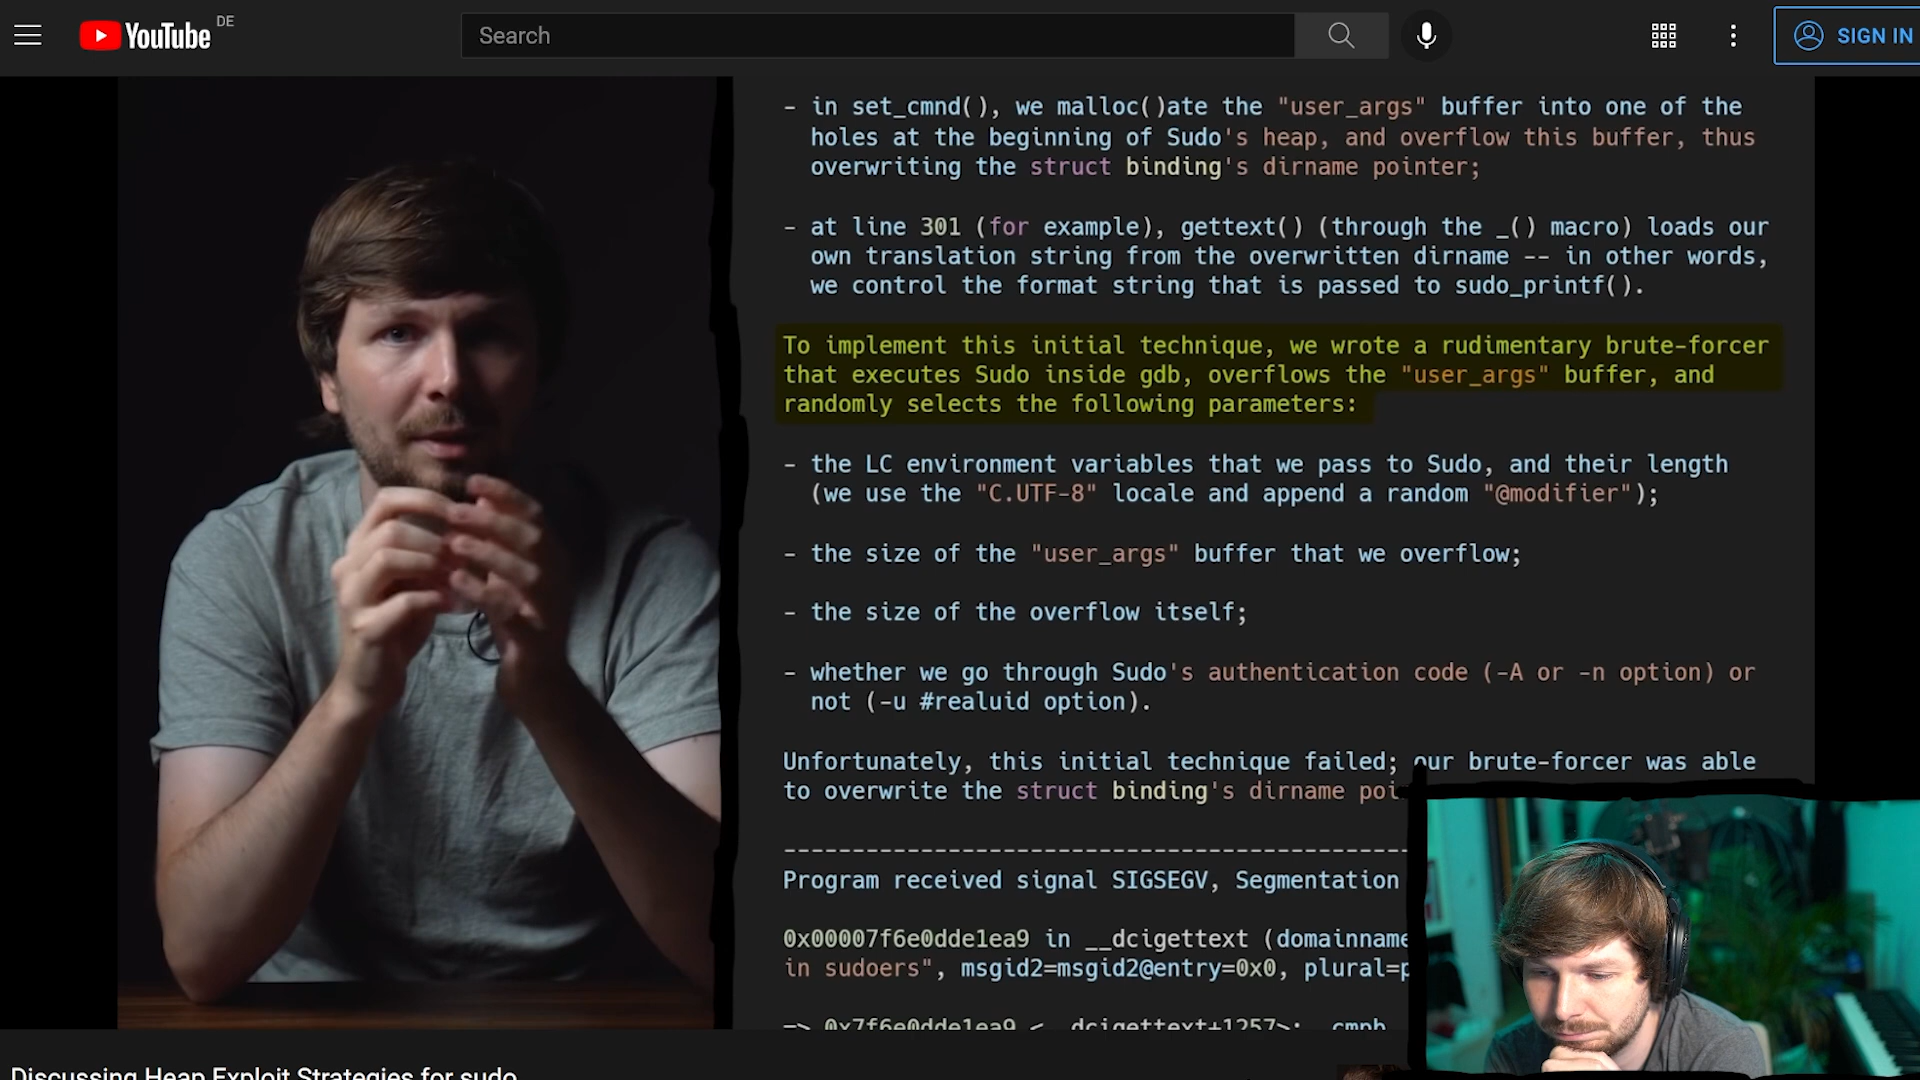 YouTube DE
Search
SIGN IN
- in set_cmnd(), we malloc()ate the "user_args" buffer into one of the
holes at the beginning of Sudo's heap, and overflow this buffer, thus
overwriting the struct binding's dirname pointer;
- at line 301 (for example), gettext() (through the _() macro) loads our
own translation string from the overwritten dirname -- in other words,
we control the format string that is passed to sudo_printf().
To implement this initial technique, we wrote a rudimentary brute-forcer
that executes Sudo inside gdb, overflows the "user_args" buffer, and
randomly selects the following parameters:
- the LC environment variables that we pass to Sudo, and their length
(we use the "C.UTF-8" locale and append a random "@modifier");
- the size of the "user_args" buffer that we overflow;
- the size of the overflow itself;
- whether we go through Sudo's authentication code (-A or -n option) or
not (-u #realuid option).
Unfortunately, this initial technique failed; our brute-forcer was able
to overwrite the struct binding's dirname poi
--------------------------------------------
Program received signal SIGSEGV, Segmentation
0x00007f6e0dde1ea9 in __dcigettext (domainname
in sudoers", msgid2=msgid2@entry=0x0, plural=p
=> 0x7f6e0dde1ea9 <__dcigettext+1257>: cmpb
Discussing Heap Exploit Strategies for sudo